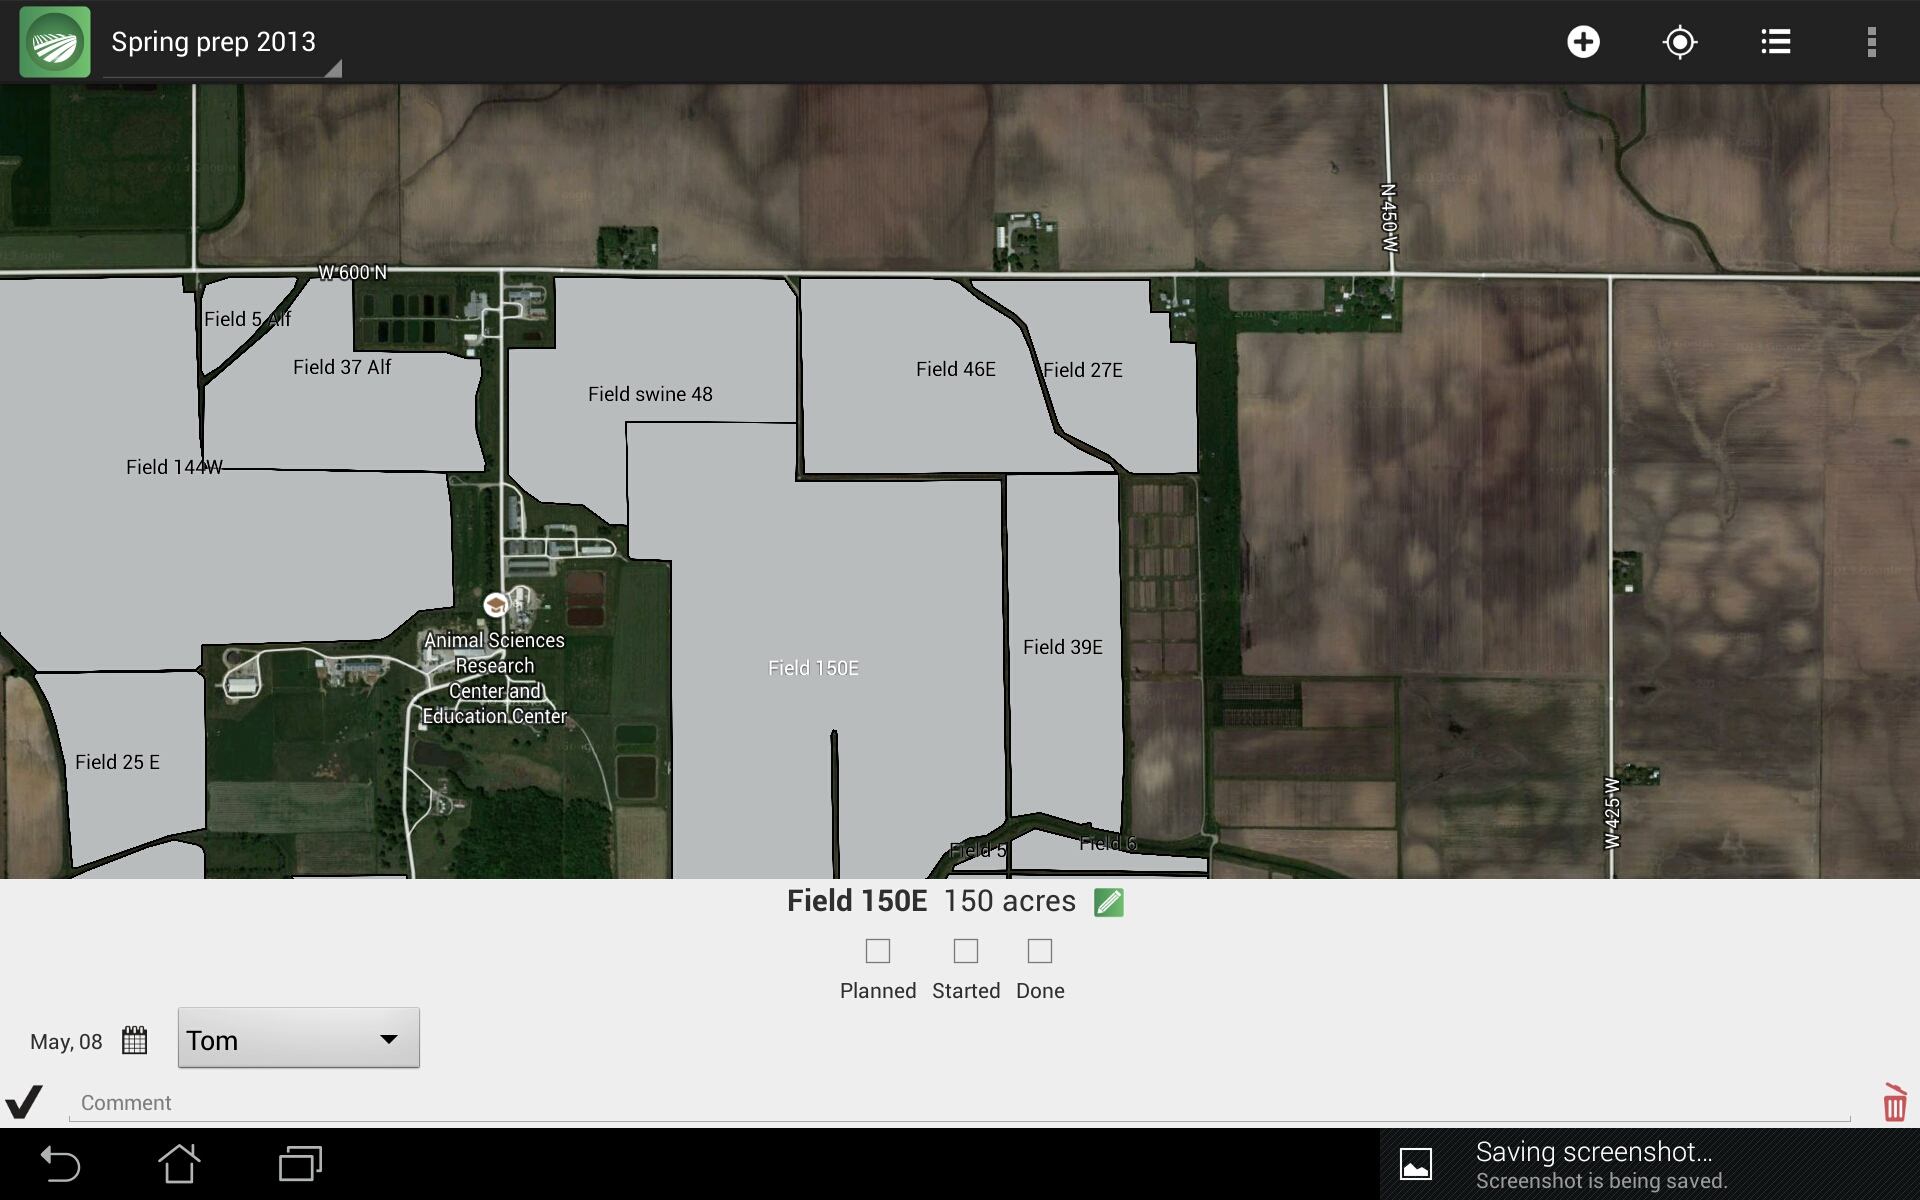 Spring prep 2013
N 450 W
W 600 N
Field 5 Alf
Field 37 Alf
Field swine 48
Field 46E
Field 27E
Field 144W
Animal Sciences
Research
Center and
Education Center
Field 150E
Field 39E
Field 25 E
W 425 W
Field 5
Field 6
Field 150E 150 acres
Planned Started Done
May, 08 Tom
Comment
Saving screenshot...
Screenshot is being saved.